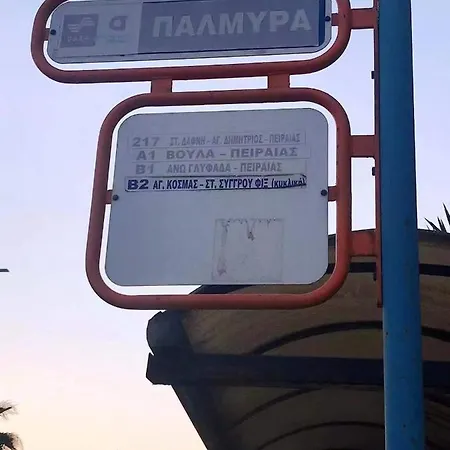 ΠΑΛΜΥΡΑ
217 ΣΤ. ΔΑΦΝΗ - ΑΓ. ΔΗΜΗΤΡΙΟΣ - ΠΕΙΡΑΙΑΣ
Α1 ΒΟΥΛΑ - ΠΕΙΡΑΙΑΣ
Β1 ΑΝΩ ΓΛΥΦΑΔΑ - ΠΕΙΡΑΙΑΣ
Β2 ΑΓ. ΚΟΣΜΑΣ - ΣΤ. ΣΥΓΓΡΟΥ ΦΙΞ (κυκλική)